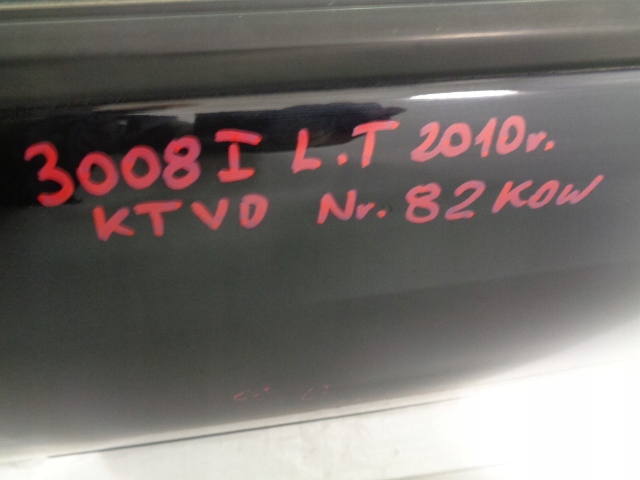 3008 I L.T 2010r.
KTVD Nr. 82 KOW